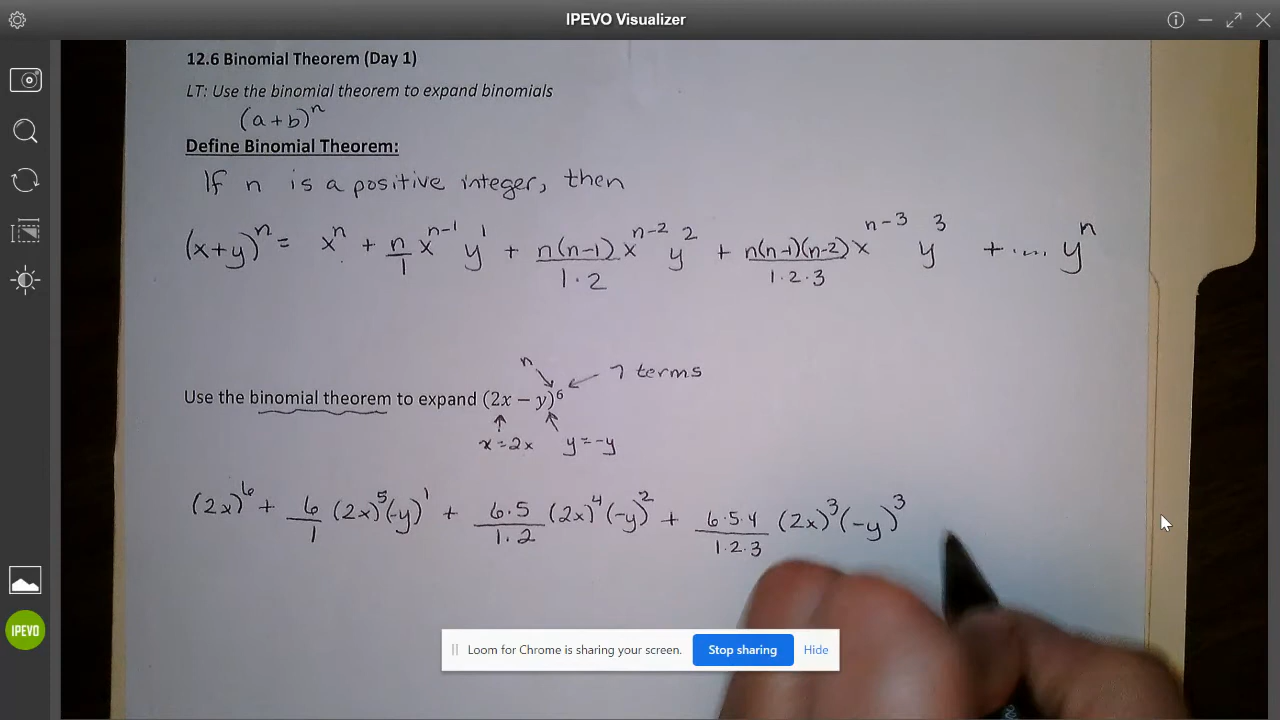 IPEVO Visualizer
12.6 Binomial Theorem (Day 1)
LT: Use the binomial theorem to expand binomials
(a+b)^n
Define Binomial Theorem:
If n is a positive integer, then
(x+y)^n = x^n + n/1 x^(n-1) y^1 + n(n-1)/1·2 x^(n-2) y^2 + n(n-1)(n-2)/1·2·3 x^(n-3) y^3 + .... y^n
n
7 terms
Use the binomial theorem to expand (2x − y)^6
x=2x y=-y
(2x)^6 + 6/1 (2x)^5 (-y)^1 + 6·5/1·2 (2x)^4 (-y)^2 + 6·5·4/1·2·3 (2x)^3 (-y)^3
IPEVO
Loom for Chrome is sharing your screen. Stop sharing Hide